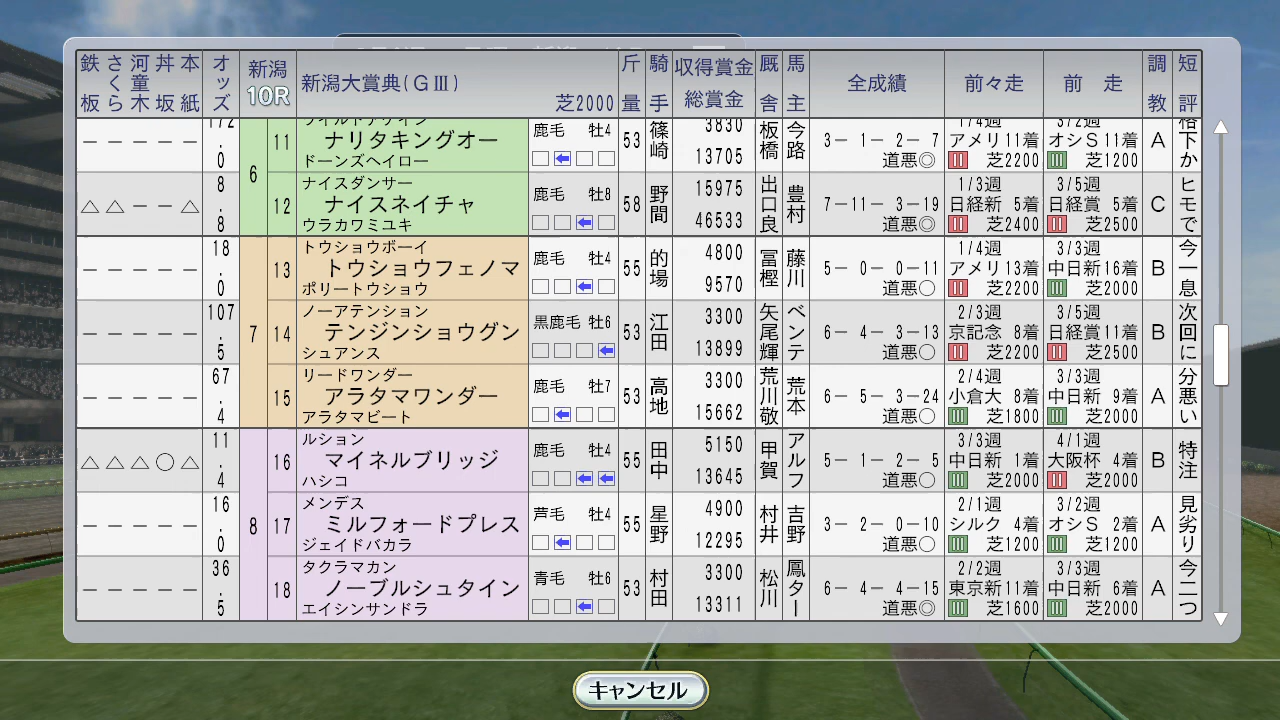 鉄板 さくら 河童木 丼坂 本紙 オッズ 新潟 10R 新潟大賞典(GⅢ) 芝2000 斤量 騎手 収得賞金 総賞金 厩舎 馬主 全成績 前々走 前 走 調教 短評
－ － － － － 172.0 6 11 ナリタキングオー ドーンズヘイロー 鹿毛 牡4 53 篠崎 3830 13705 板橋 今路 3－ 1－ 2－ 7 道悪◎ 1/4週 アメリ11着 Ⅱ 芝2200 3/2週 オシS11着 Ⅲ 芝1200 A 格下か
△ △ － － △ 8.8 12 ナイスダンサー ナイスネイチャ ウラカワミユキ 鹿毛 牡8 58 野間 15975 46533 出口良 豊村 7－11－ 3－19 道悪◎ 1/3週 日経新 5着 Ⅱ 芝2400 3/5週 日経賞 5着 Ⅱ 芝2500 C ヒモで
－ － － － － 18.0 7 13 トウショウボーイ トウショウフェノマ ポリートウショウ 鹿毛 牡4 55 的場 4800 9570 冨樫 藤川 5－ 0－ 0－11 道悪○ 1/4週 アメリ13着 Ⅱ 芝2200 3/3週 中日新16着 Ⅲ 芝2000 B 今一息
－ － － － － 107.5 14 ノーアテンション テンジンショウグン シュアンス 黒鹿毛 牡6 53 江田 3300 13899 矢尾輝 ベンテ 6－ 4－ 3－13 道悪○ 2/3週 京記念 8着 Ⅱ 芝2200 3/5週 日経賞11着 Ⅱ 芝2500 B 次回に
－ － － － － 67.4 15 リードワンダー アラタマワンダー アラタマビート 鹿毛 牡7 53 高地 3300 15662 荒川敬 荒本 6－ 5－ 3－24 道悪○ 2/4週 小倉大 8着 Ⅲ 芝1800 3/3週 中日新 9着 Ⅲ 芝2000 A 分悪い
△ △ △ ○ △ 11.4 8 16 ルション マイネルブリッジ ハシコ 鹿毛 牡4 55 田中 5150 13645 甲賀 アルフ 5－ 1－ 2－ 5 道悪○ 3/3週 中日新 1着 Ⅲ 芝2000 4/1週 大阪杯 4着 Ⅱ 芝2000 B 特注
－ － － － － 16.0 17 メンデス ミルフォードプレス ジェイドバカラ 芦毛 牡4 55 星野 4900 12295 村井 吉野 3－ 2－ 0－10 道悪○ 2/1週 シルク 4着 Ⅲ 芝1200 3/2週 オシS 2着 Ⅲ 芝1200 A 見劣り
－ － － － － 36.5 18 タクラマカン ノーブルシュタイン エイシンサンドラ 青毛 牡6 53 村田 3300 13311 松川 鳳ター 6－ 4－ 4－15 道悪◎ 2/2週 東京新11着 Ⅲ 芝1600 3/3週 中日新 6着 Ⅲ 芝2000 A 今二つ
キャンセル